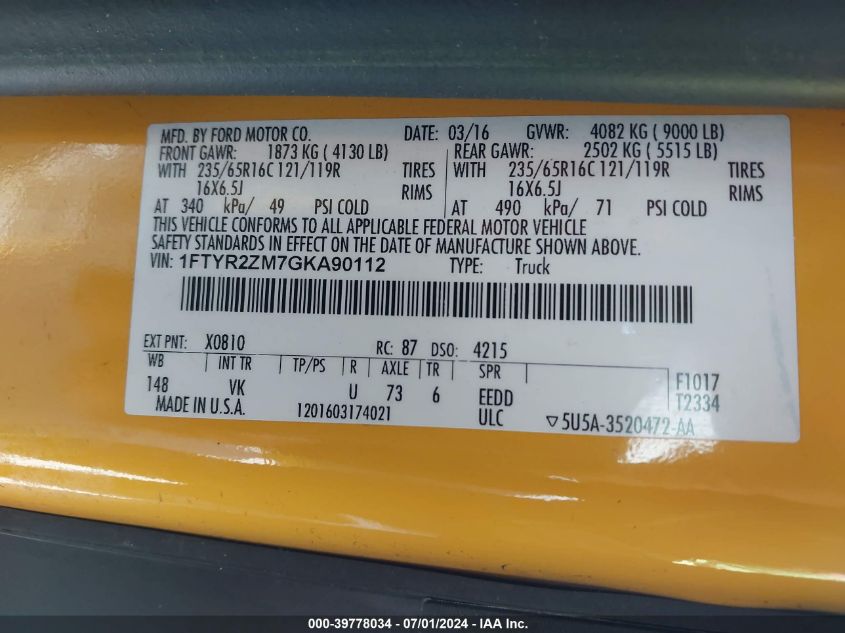 MFD. BY FORD MOTOR CO. DATE: 03/16 GVWR: 4082 KG ( 9000 LB)
FRONT GAWR: 1873 KG ( 4130 LB) REAR GAWR: 2502 KG ( 5515 LB)
WITH 235/65R16C 121/119R TIRES WITH 235/65R16C 121/119R TIRES
16X6.5J RIMS 16X6.5J RIMS
AT 340 kPa/ 49 PSI COLD AT 490 kPa/ 71 PSI COLD
THIS VEHICLE CONFORMS TO ALL APPLICABLE FEDERAL MOTOR VEHICLE
SAFETY STANDARDS IN EFFECT ON THE DATE OF MANUFACTURE SHOWN ABOVE.
VIN: 1FTYR2ZM7GKA90112 TYPE: Truck
EXT PNT: X0810 RC: 87 DSO: 4215
WB INT TR TP/PS R AXLE TR SPR F1017
148 VK U 73 6 EEDD T2334
MADE IN U.S.A. 1201603174021 ULC ▽5U5A-3520472-AA
000-39778034 / 07/01/2024 - IAAI.com